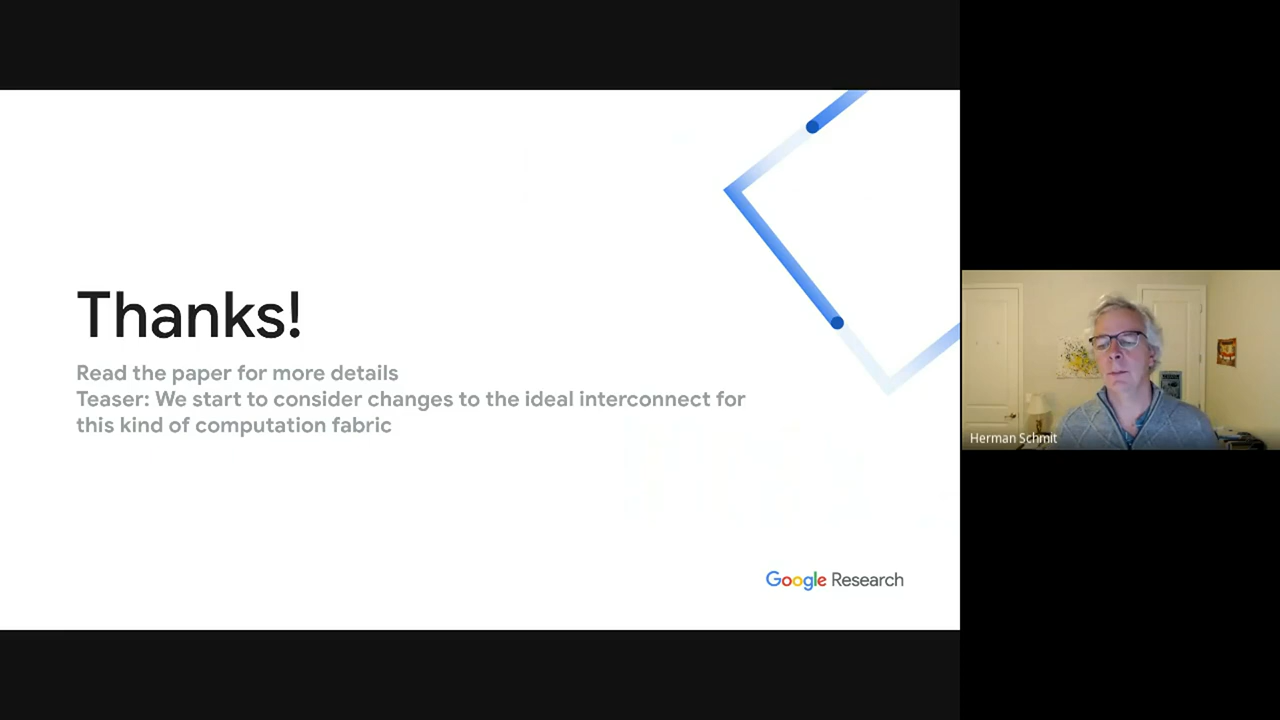 Thanks!
Read the paper for more details
Teaser: We start to consider changes to the ideal interconnect for
this kind of computation fabric
Herman Schmit
Google Research